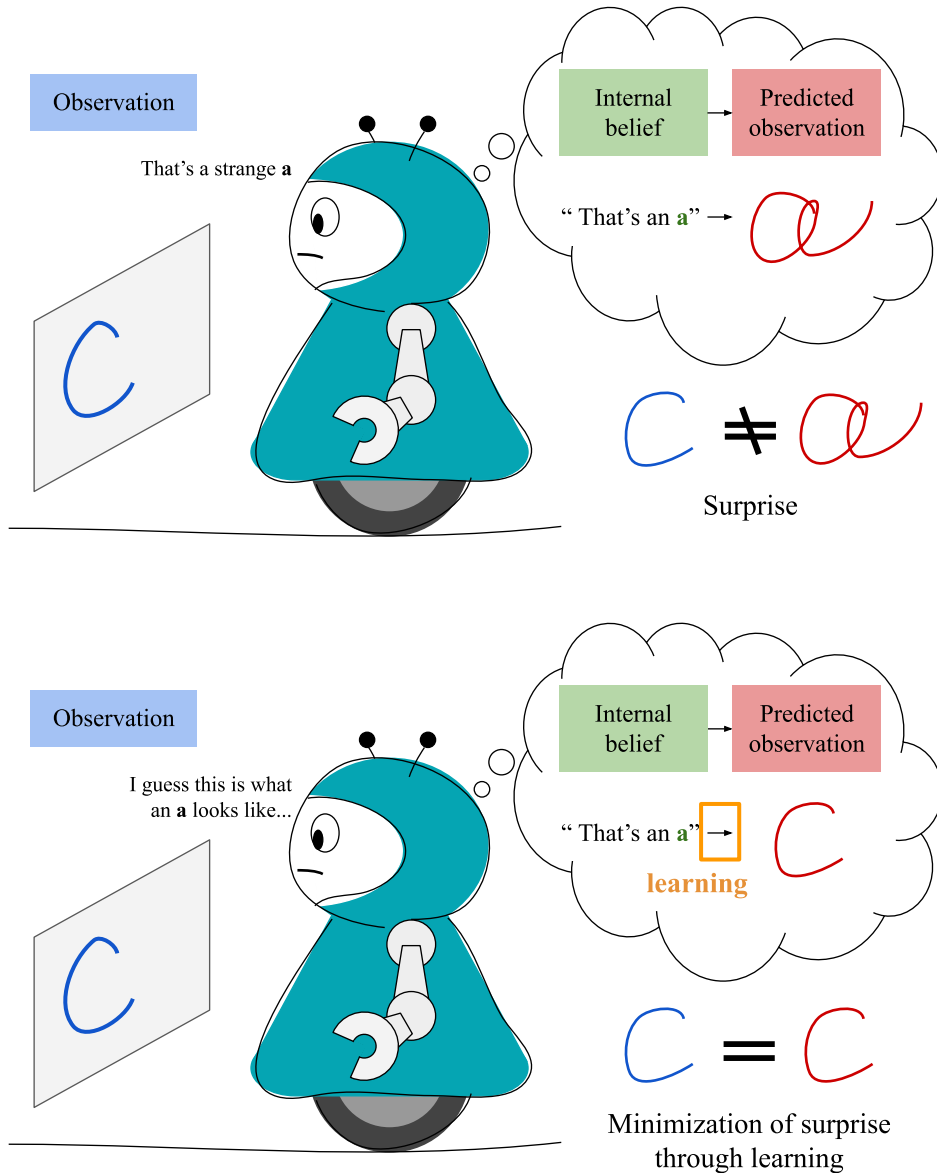 Observation
Internal
belief
Predicted
observation
That's a strange a
“ That's an a”
a
C
C
≠
a
Surprise
Observation
Internal
belief
Predicted
observation
I guess this is what
an a looks like...
“ That's an a”
C
learning
C
C
=
C
Minimization of surprise
through learning